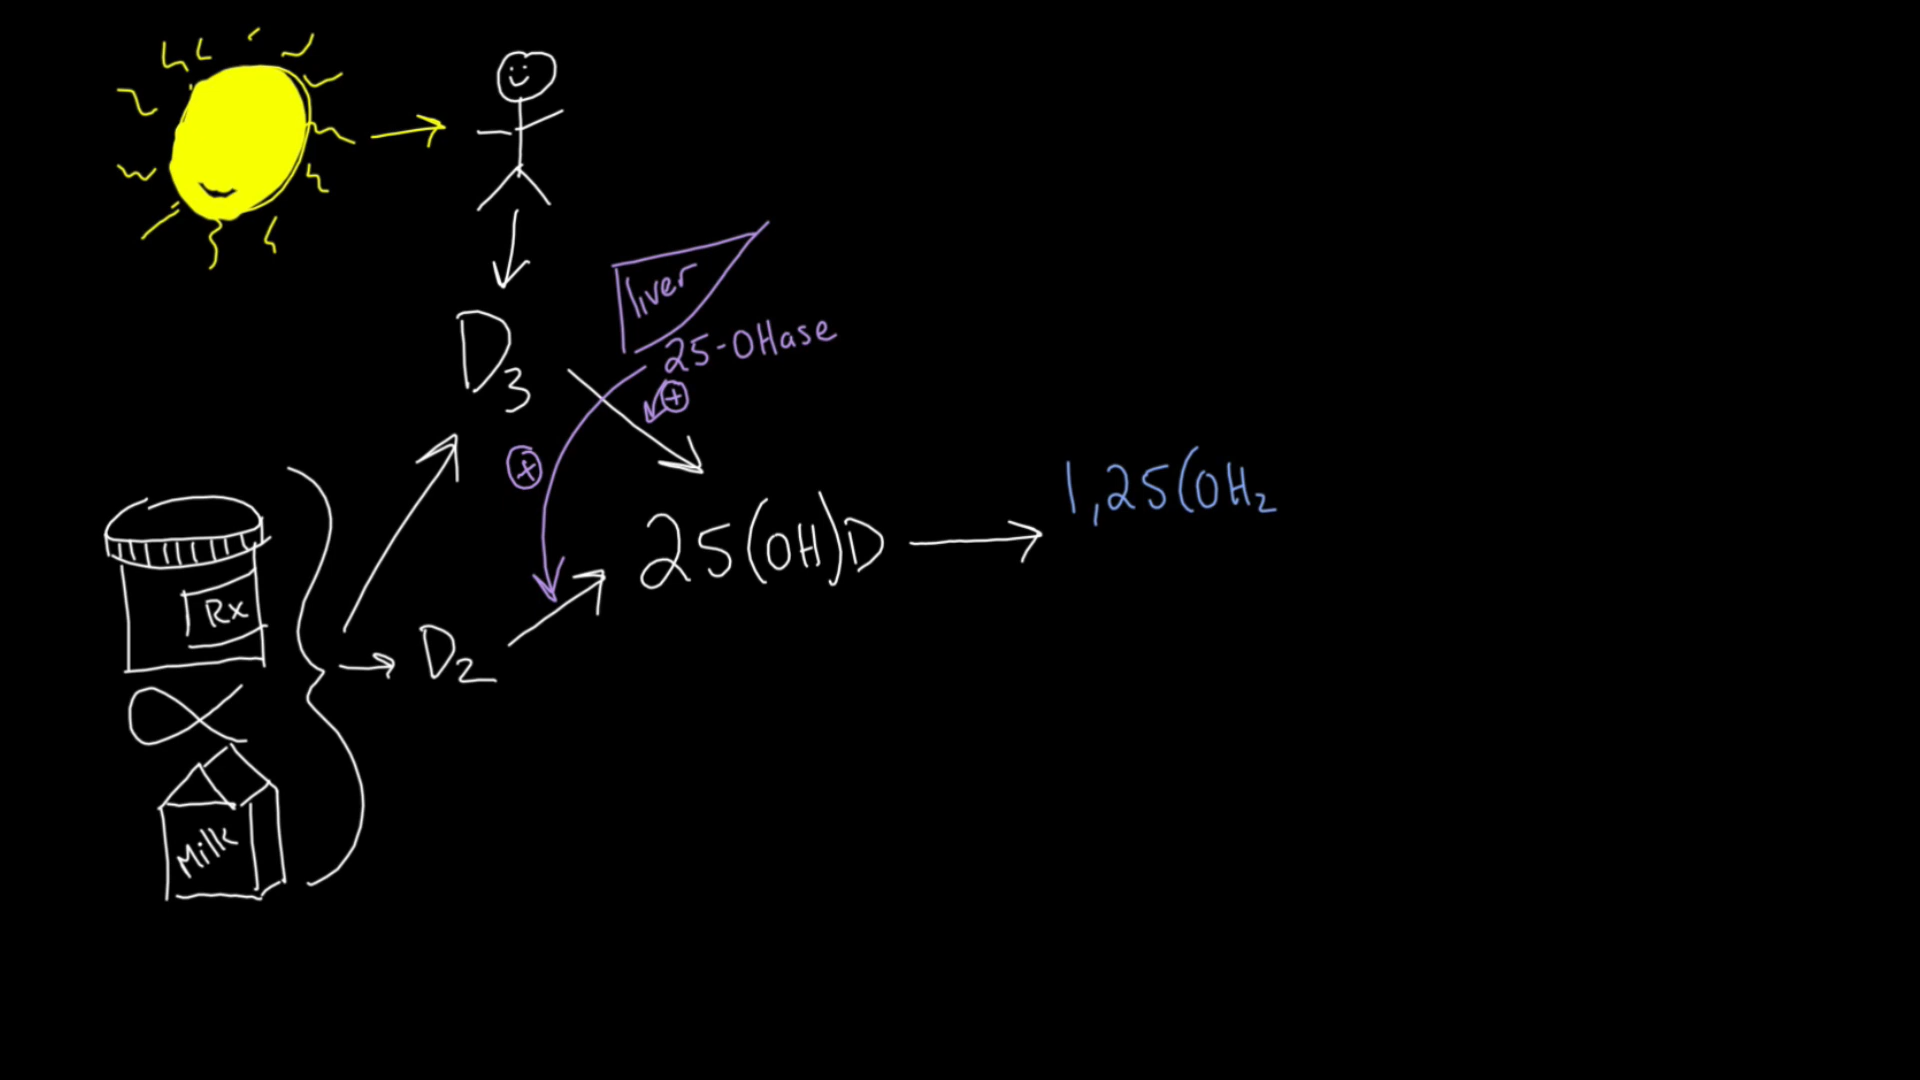 D3
liver
25-OHase
+
+
25(OH)D
1,25(OH2
Rx
D2
Milk